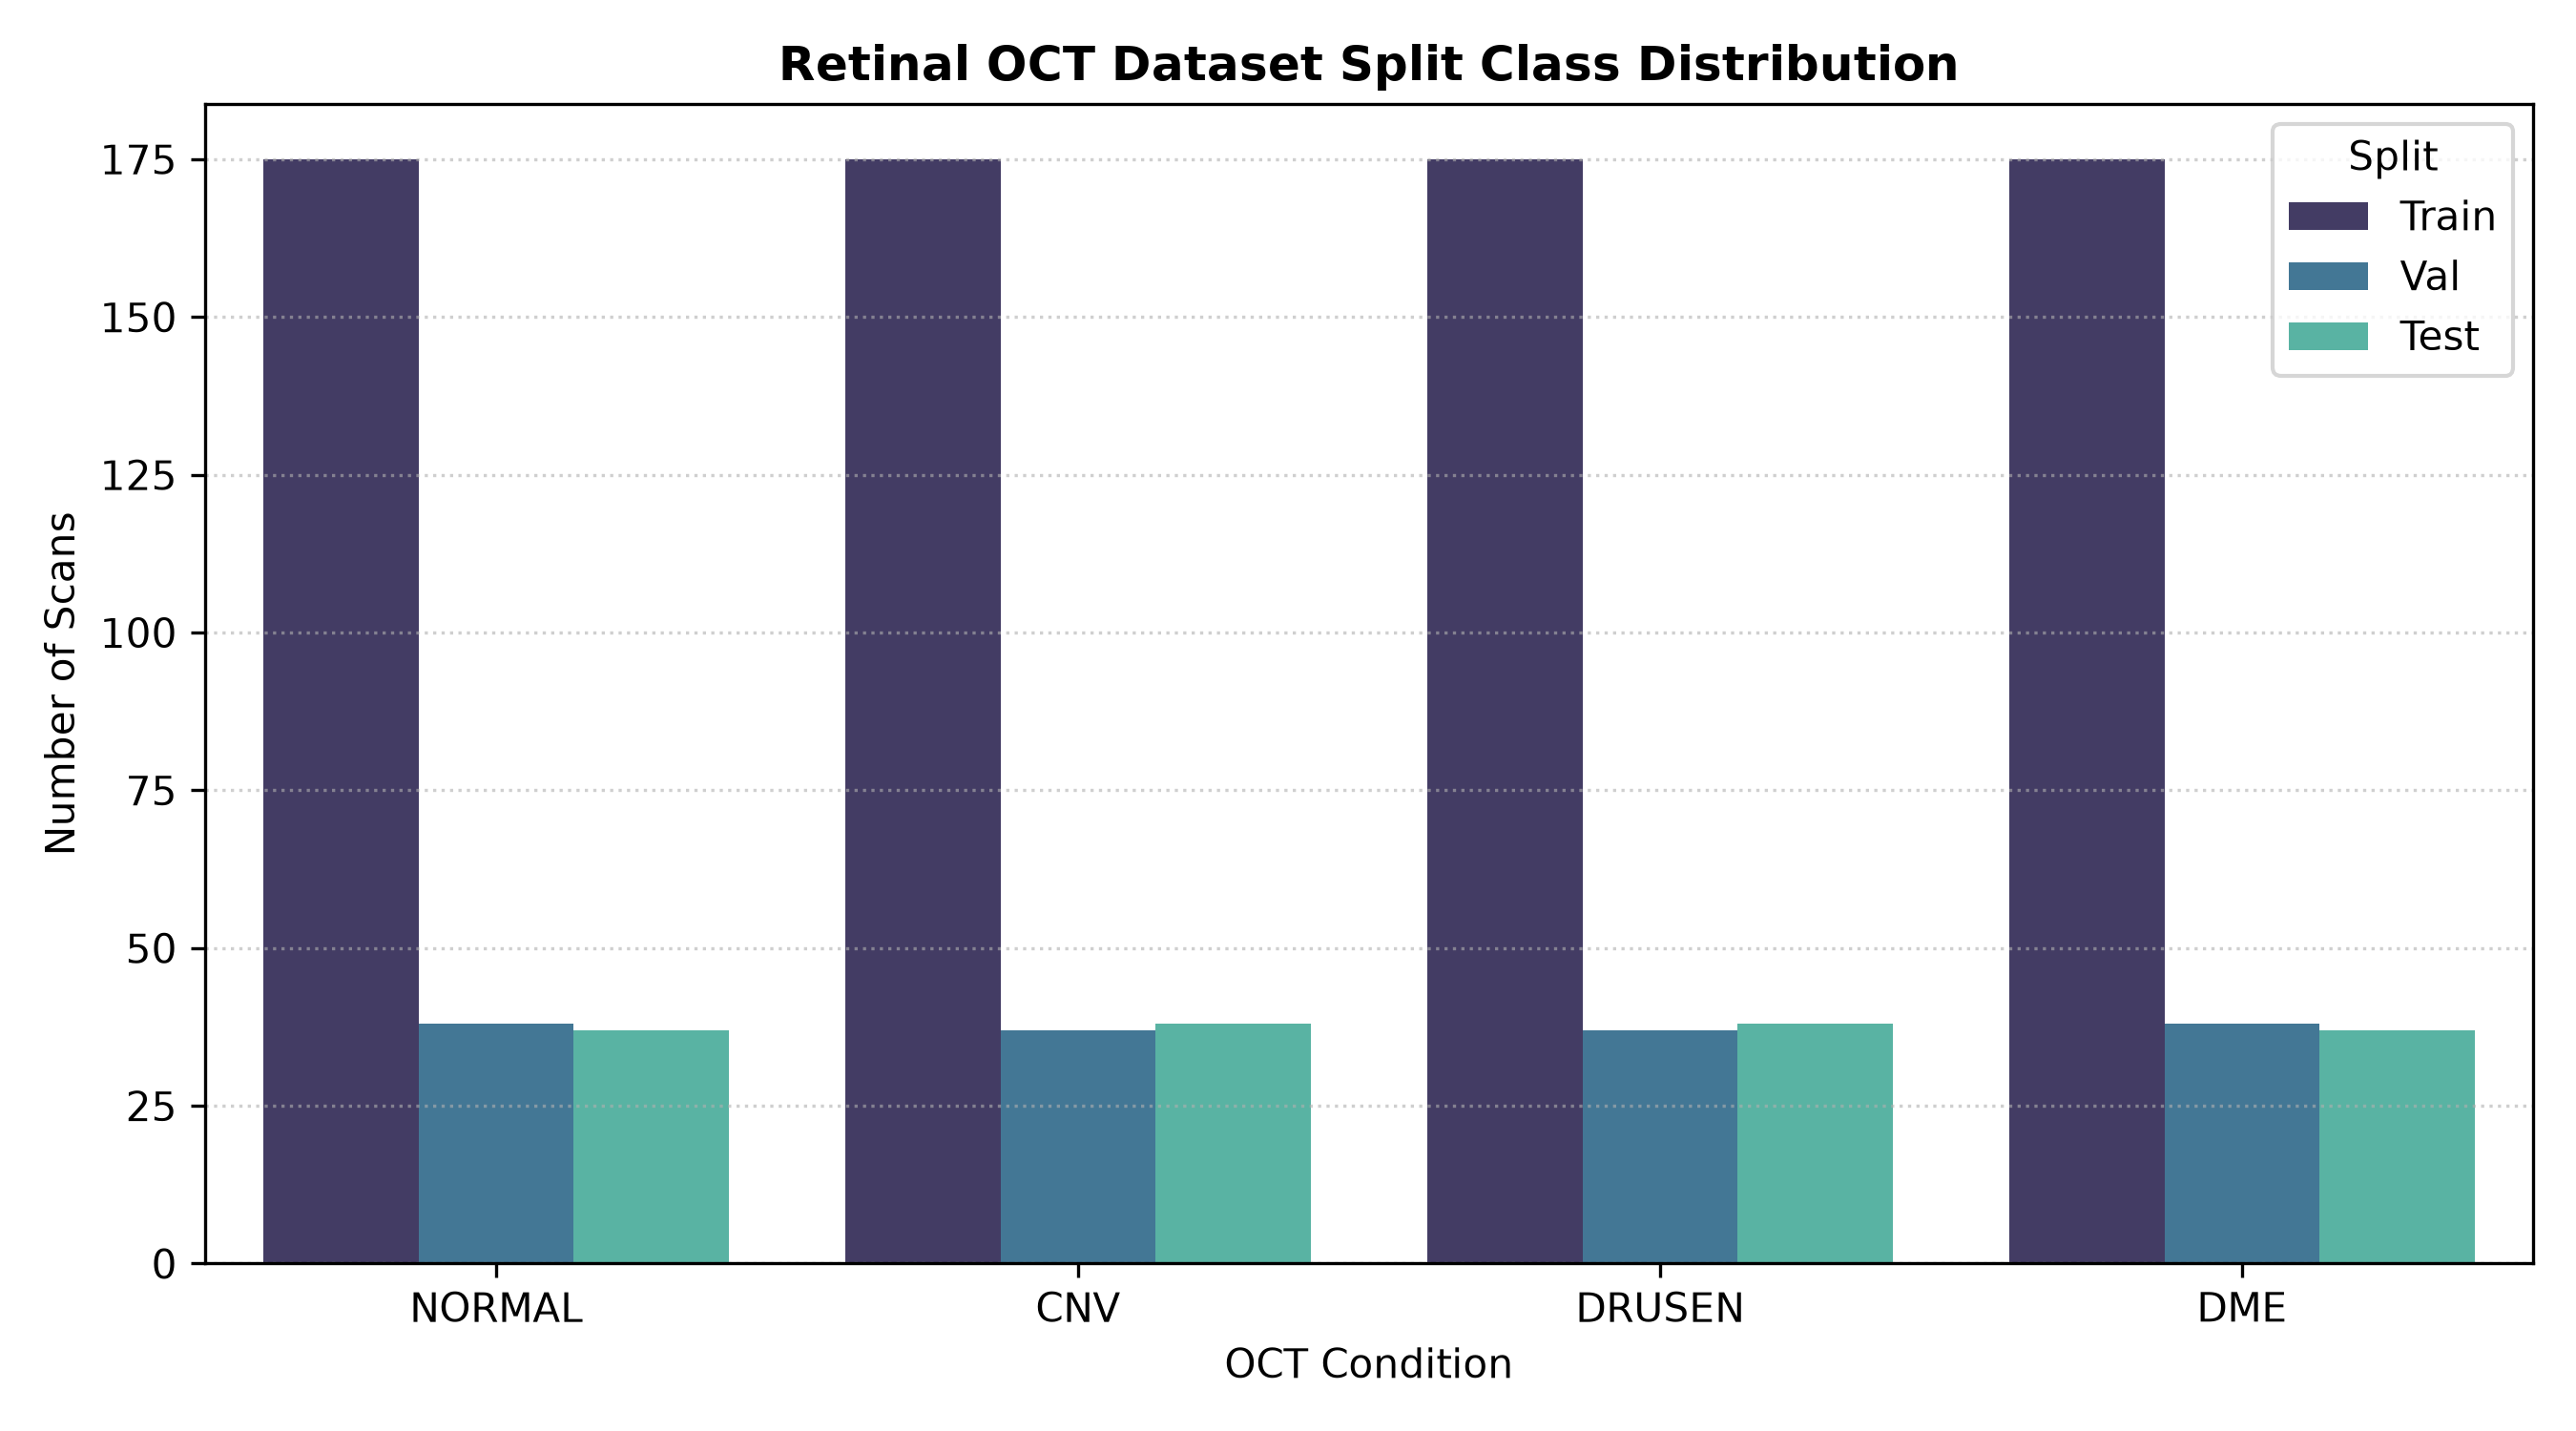 Retinal OCT Dataset Split Class Distribution
Split
Train
Val
Test
Number of Scans
175
150
125
100
75
50
25
0
NORMAL CNV DRUSEN DME
OCT Condition